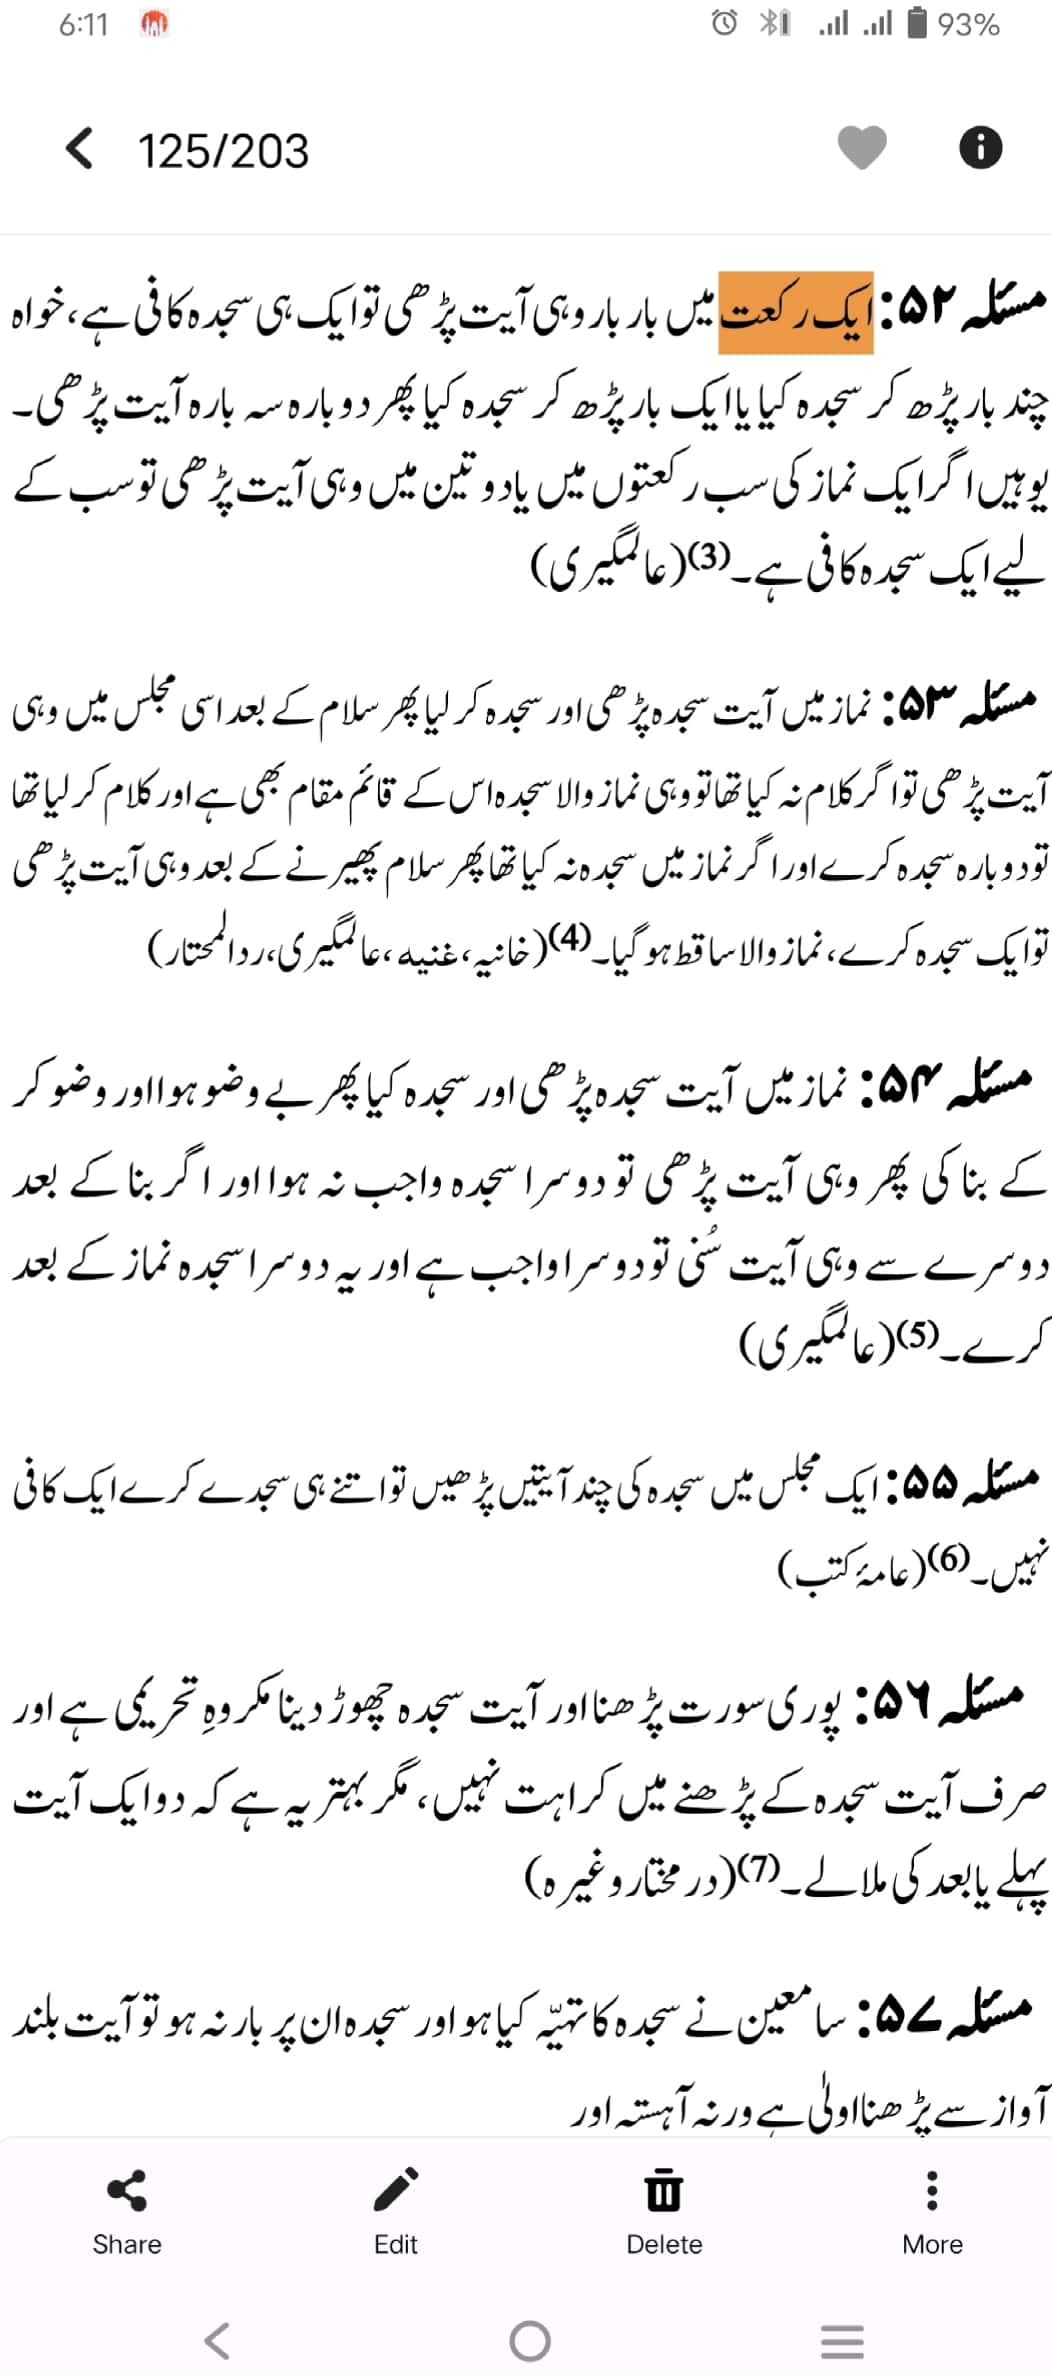 6:11
93%
125/203
مسئلہ ۵۲: ایک رکعت میں بار بار وہی آیت پڑھی تو ایک ہی سجدہ کافی ہے، خواہ
چند بار پڑھ کر سجدہ کیا یا ایک بار پڑھ کر سجدہ کیا پھر دوبارہ سہ بارہ آیت پڑھی۔
یوہیں اگر ایک نماز کی سب رکعتوں میں یا دو تین میں وہی آیت پڑھی تو سب کے
لیے ایک سجدہ کافی ہے۔(3)(عالمگیری)
مسئلہ ۵۳: نماز میں آیت سجدہ پڑھی اور سجدہ کر لیا پھر سلام کے بعد اسی مجلس میں وہی
آیت پڑھی تو اگر کلام نہ کیا تھا تو وہی نماز والا سجدہ اس کے قائم مقام بھی ہے اور کلام کر لیا تھا
تو دوبارہ سجدہ کرے اور اگر نماز میں سجدہ نہ کیا تھا پھر سلام پھیرنے کے بعد وہی آیت پڑھی
تو ایک سجدہ کرے، نماز والا ساقط ہو گیا۔(4)(خانیہ، غنیہ، عالمگیری، ردالمحتار)
مسئلہ ۵۴: نماز میں آیت سجدہ پڑھی اور سجدہ کیا پھر بے وضو ہوا اور وضو کر
کے بنا کی پھر وہی آیت پڑھی تو دوسرا سجدہ واجب نہ ہوا اور اگر بنا کے بعد
دوسرے سے وہی آیت سُنی تو دوسرا واجب ہے اور یہ دوسرا سجدہ نماز کے بعد
کرے۔(5)(عالمگیری)
مسئلہ ۵۵: ایک مجلس میں سجدہ کی چند آیتیں پڑھیں تو اتنے ہی سجدے کرے ایک کافی
نہیں۔(6)(عامۂ کتب)
مسئلہ ۵۶: پوری سورت پڑھنا اور آیت سجدہ چھوڑ دینا مکروہِ تحریمی ہے اور
صرف آیت سجدہ کے پڑھنے میں کراہت نہیں، مگر بہتر یہ ہے کہ دو ایک آیت
پہلے یا بعد کی ملا لے۔(7)(درمختار وغیرہ)
مسئلہ ۵۷: سامعین نے سجدہ کا تہیّہ کیا ہو اور سجدہ ان پر بار نہ ہو تو آیت بلند
آواز سے پڑھنا اولٰی ہے ورنہ آہستہ اور
Share Edit Delete More